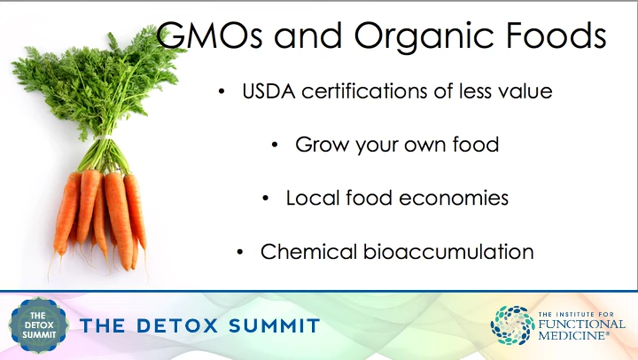 GMOs and Organic Foods
• USDA certifications of less value
• Grow your own food
• Local food economies
• Chemical bioaccumulation
THE
DETOX
SUMMIT
THE DETOX SUMMIT
THE INSTITUTE FOR
FUNCTIONAL
MEDICINE®